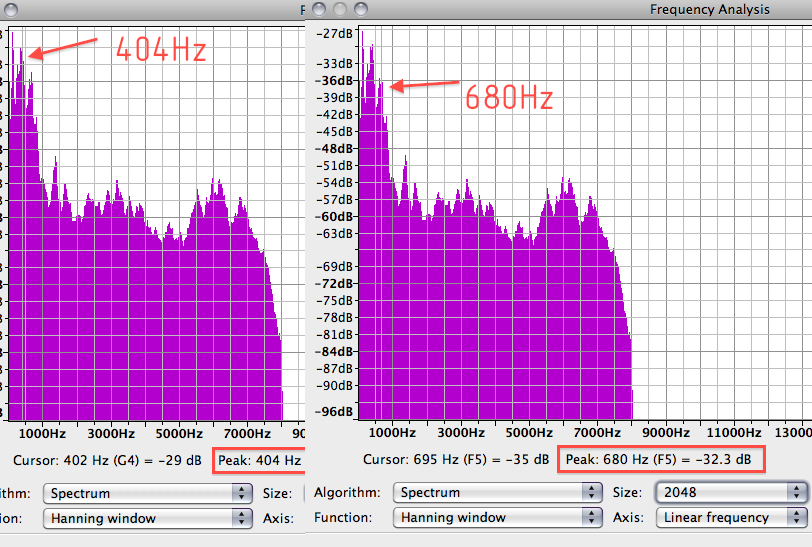 Frequency Analysis
404Hz
680Hz
-27dB
-33dB
-36dB
-39dB
-42dB
-45dB
-48dB
-51dB
-54dB
-57dB
-60dB
-63dB
-69dB
-72dB
-75dB
-78dB
-81dB
-84dB
-87dB
-90dB
-96dB
1000Hz 3000Hz 5000Hz 7000Hz 90
1000Hz 3000Hz 5000Hz 7000Hz 9000Hz 11000Hz 13000
Cursor: 402 Hz (G4) = -29 dB Peak: 404 Hz
Cursor: 695 Hz (F5) = -35 dB Peak: 680 Hz (F5) = -32.3 dB
ithm: Spectrum Size:
Algorithm: Spectrum Size: 2048
ion: Hanning window Axis:
Function: Hanning window Axis: Linear frequency